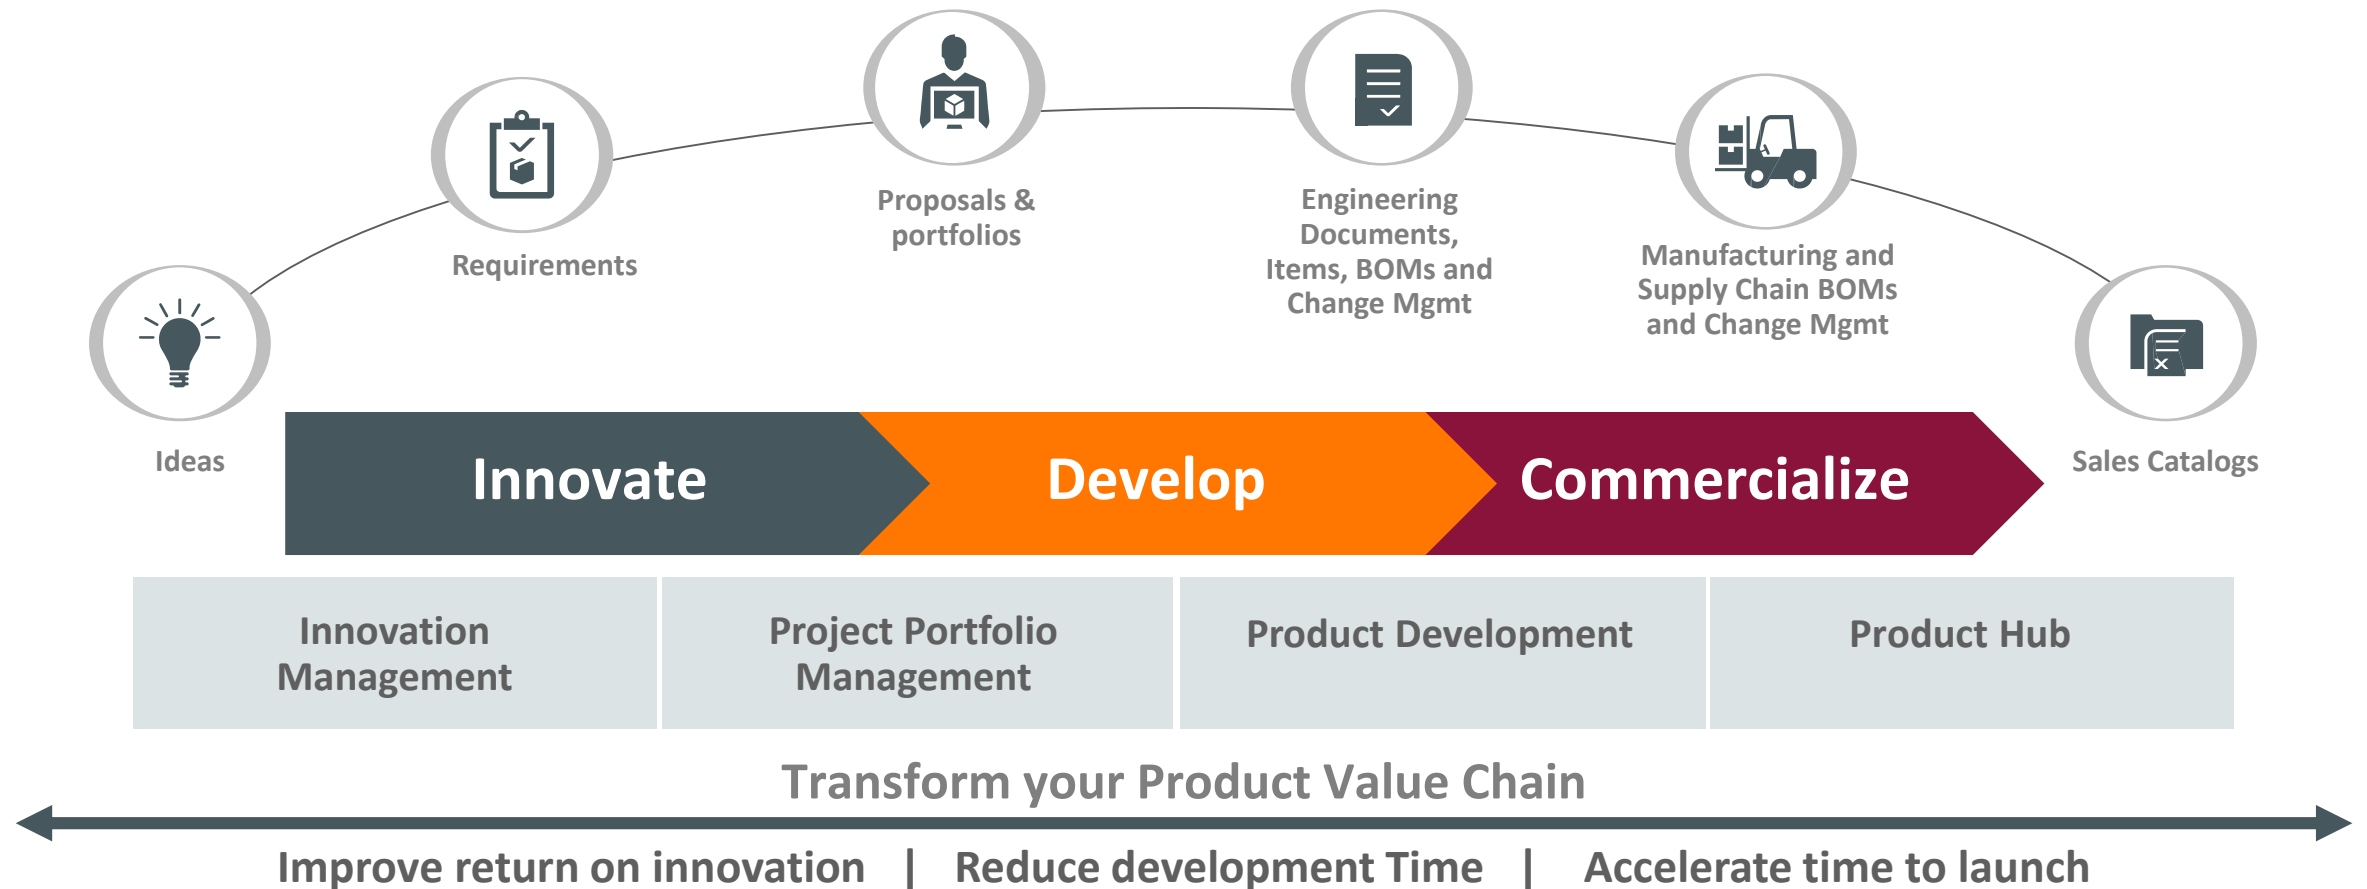 Ideas
Requirements
Proposals &
portfolios
Engineering
Documents,
Items, BOMs and
Change Mgmt
Manufacturing and
Supply Chain BOMs
and Change Mgmt
Sales Catalogs
Innovate
Develop
Commercialize
Innovation
Management
Project Portfolio
Management
Product Development
Product Hub
Transform your Product Value Chain
Improve return on innovation | Reduce development Time | Accelerate time to launch